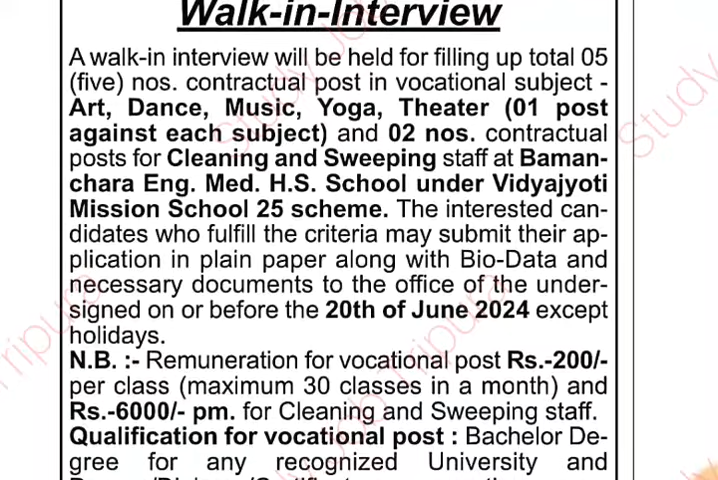 Walk-in-Interview
A walk-in interview will be held for filling up total 05
(five) nos. contractual post in vocational subject -
Art, Dance, Music, Yoga, Theater (01 post
against each subject) and 02 nos. contractual
posts for Cleaning and Sweeping staff at Baman-
chara Eng. Med. H.S. School under Vidyajyoti
Mission School 25 scheme. The interested can-
didates who fulfill the criteria may submit their ap-
plication in plain paper along with Bio-Data and
necessary documents to the office of the under-
signed on or before the 20th of June 2024 except
holidays.
N.B. :- Remuneration for vocational post Rs.-200/-
per class (maximum 30 classes in a month) and
Rs.-6000/- pm. for Cleaning and Sweeping staff.
Qualification for vocational post : Bachelor De-
gree for any recognized University and